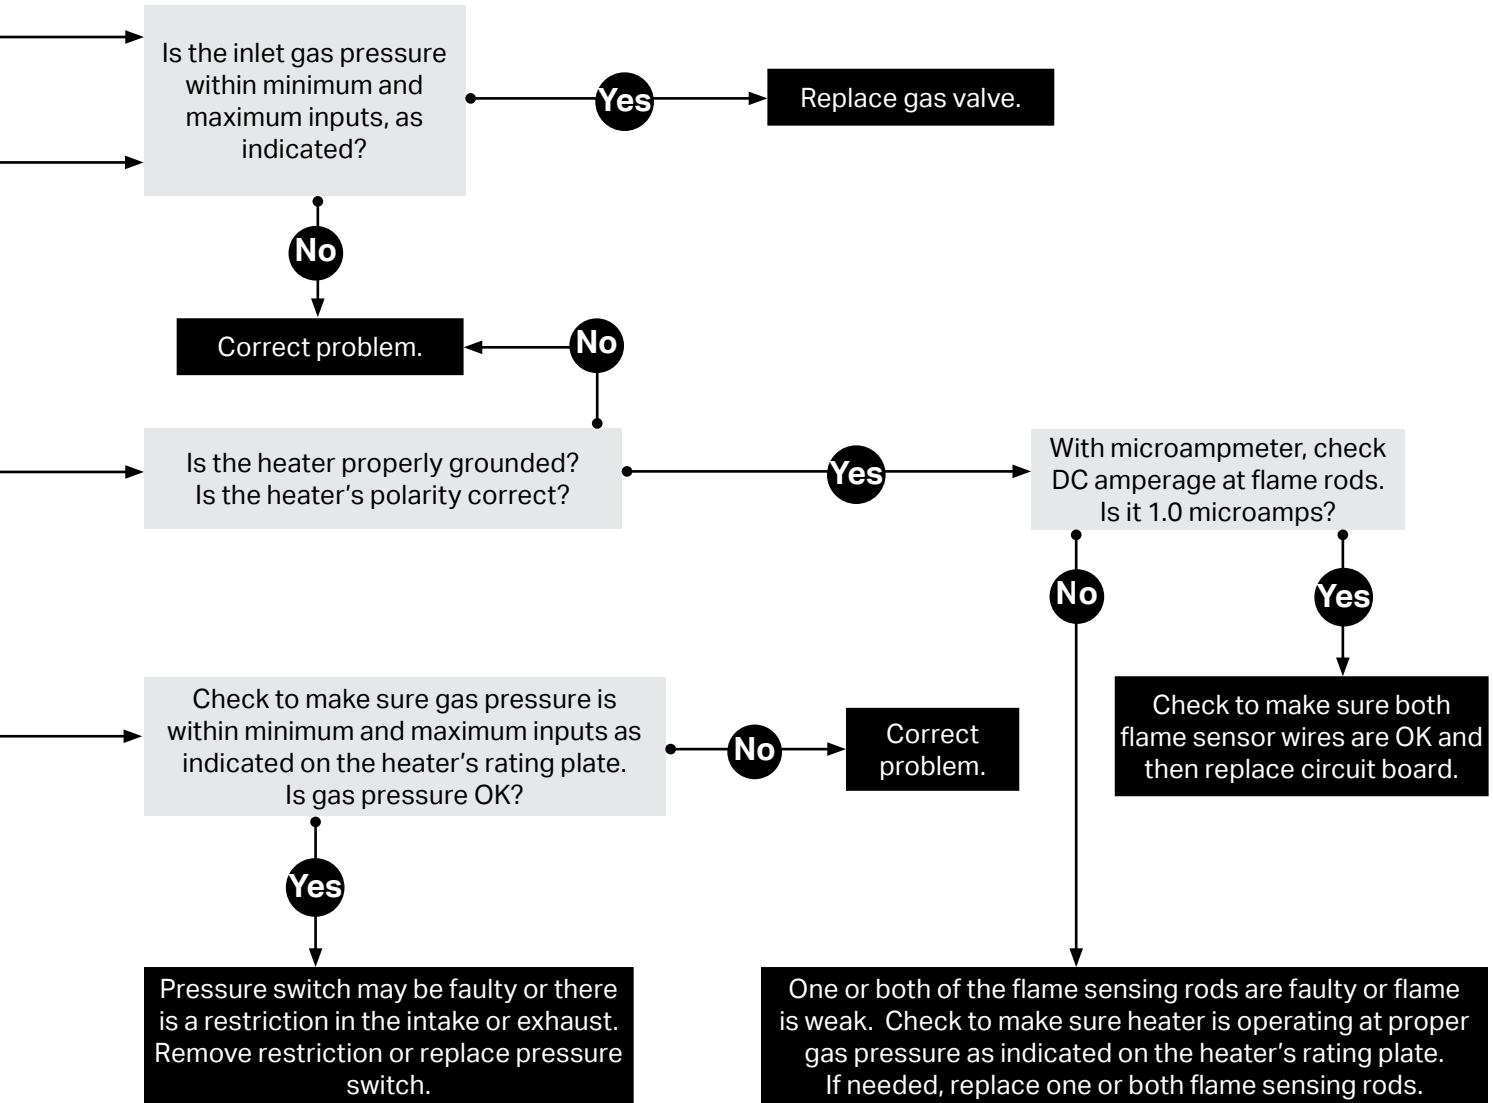 Is the inlet gas pressure
within minimum and
maximum inputs, as
indicated?
Yes
Replace gas valve.
No
Correct problem.
No
Is the heater properly grounded?
Is the heater’s polarity correct?
Yes
With microampmeter, check
DC amperage at flame rods.
Is it 1.0 microamps?
No
Yes
Check to make sure both
flame sensor wires are OK and
then replace circuit board.
Check to make sure gas pressure is
within minimum and maximum inputs as
indicated on the heater’s rating plate.
Is gas pressure OK?
No
Correct
problem.
Yes
Pressure switch may be faulty or there
is a restriction in the intake or exhaust.
Remove restriction or replace pressure
switch.
One or both of the flame sensing rods are faulty or flame
is weak.  Check to make sure heater is operating at proper
gas pressure as indicated on the heater’s rating plate.
If needed, replace one or both flame sensing rods.